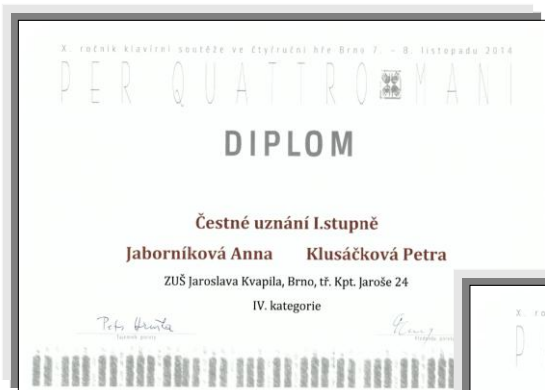 X. ročník klavírní soutěže ve čtyřruční hře Brno 7. - 8. listopadu 2014
PER QUATTRO MANI
DIPLOM
Čestné uznání I.stupně
Jaborníková Anna Klusáčková Petra
ZUŠ Jaroslava Kvapila, Brno, tř. Kpt. Jaroše 24
IV. kategorie
X. ro
P